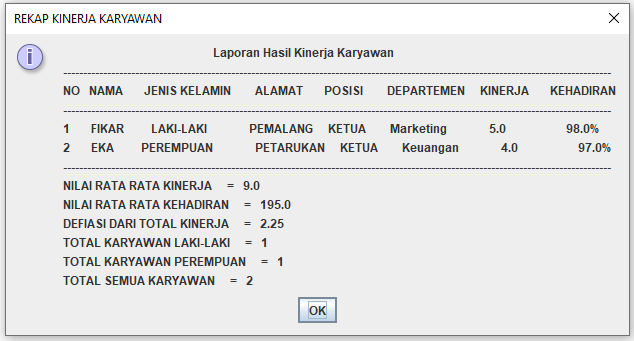 REKAP KINERJA KARYAWAN
Laporan Hasil Kinerja Karyawan
NO NAMA JENIS KELAMIN ALAMAT POSISI DEPARTEMEN KINERJA KEHADIRAN
1 FIKAR LAKI-LAKI PEMALANG KETUA Marketing 5.0 98.0%
2 EKA PEREMPUAN PETARUKAN KETUA Keuangan 4.0 97.0%
NILAI RATA RATA KINERJA = 9.0
NILAI RATA RATA KEHADIRAN = 195.0
DEFIASI DARI TOTAL KINERJA = 2.25
TOTAL KARYAWAN LAKI-LAKI = 1
TOTAL KARYAWAN PEREMPUAN = 1
TOTAL SEMUA KARYAWAN = 2
OK